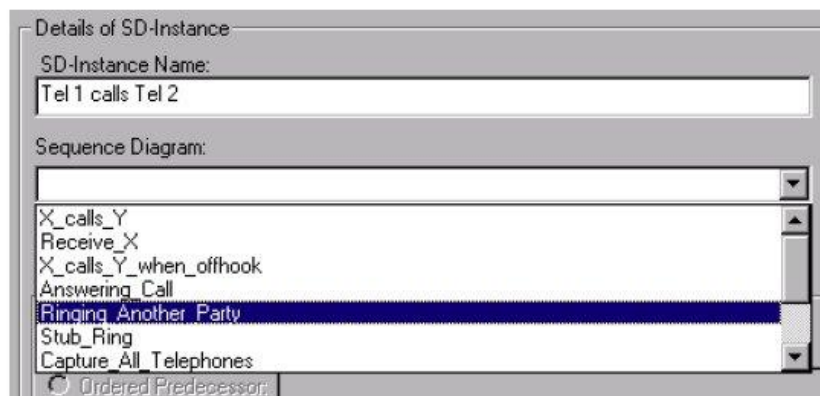 Details of SD-Instance
SD-Instance Name:
Tel 1 calls Tel 2
Sequence Diagram:
X_calls_Y
Receive_X
X_calls_Y_when_offhook
Answering_Call
Ringing_Another_Party
Stub_Ring
Capture_All_Telephones
Ordered Predecessor: